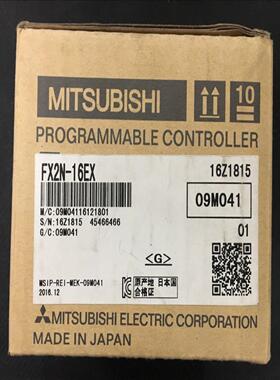 MITSUBISHI
10
PROGRAMMABLE CONTROLLER
FX2N-16EX
16Z1815
M/C:09M04116121801
S/N:16Z1815 45466466
G/C:09M041
09M041
<G>
01
MSIP-REI-MEK-09M041
2016.12
原产地 日本国
合格证
MITSUBISHI ELECTRIC CORPORATION
MADE IN JAPAN